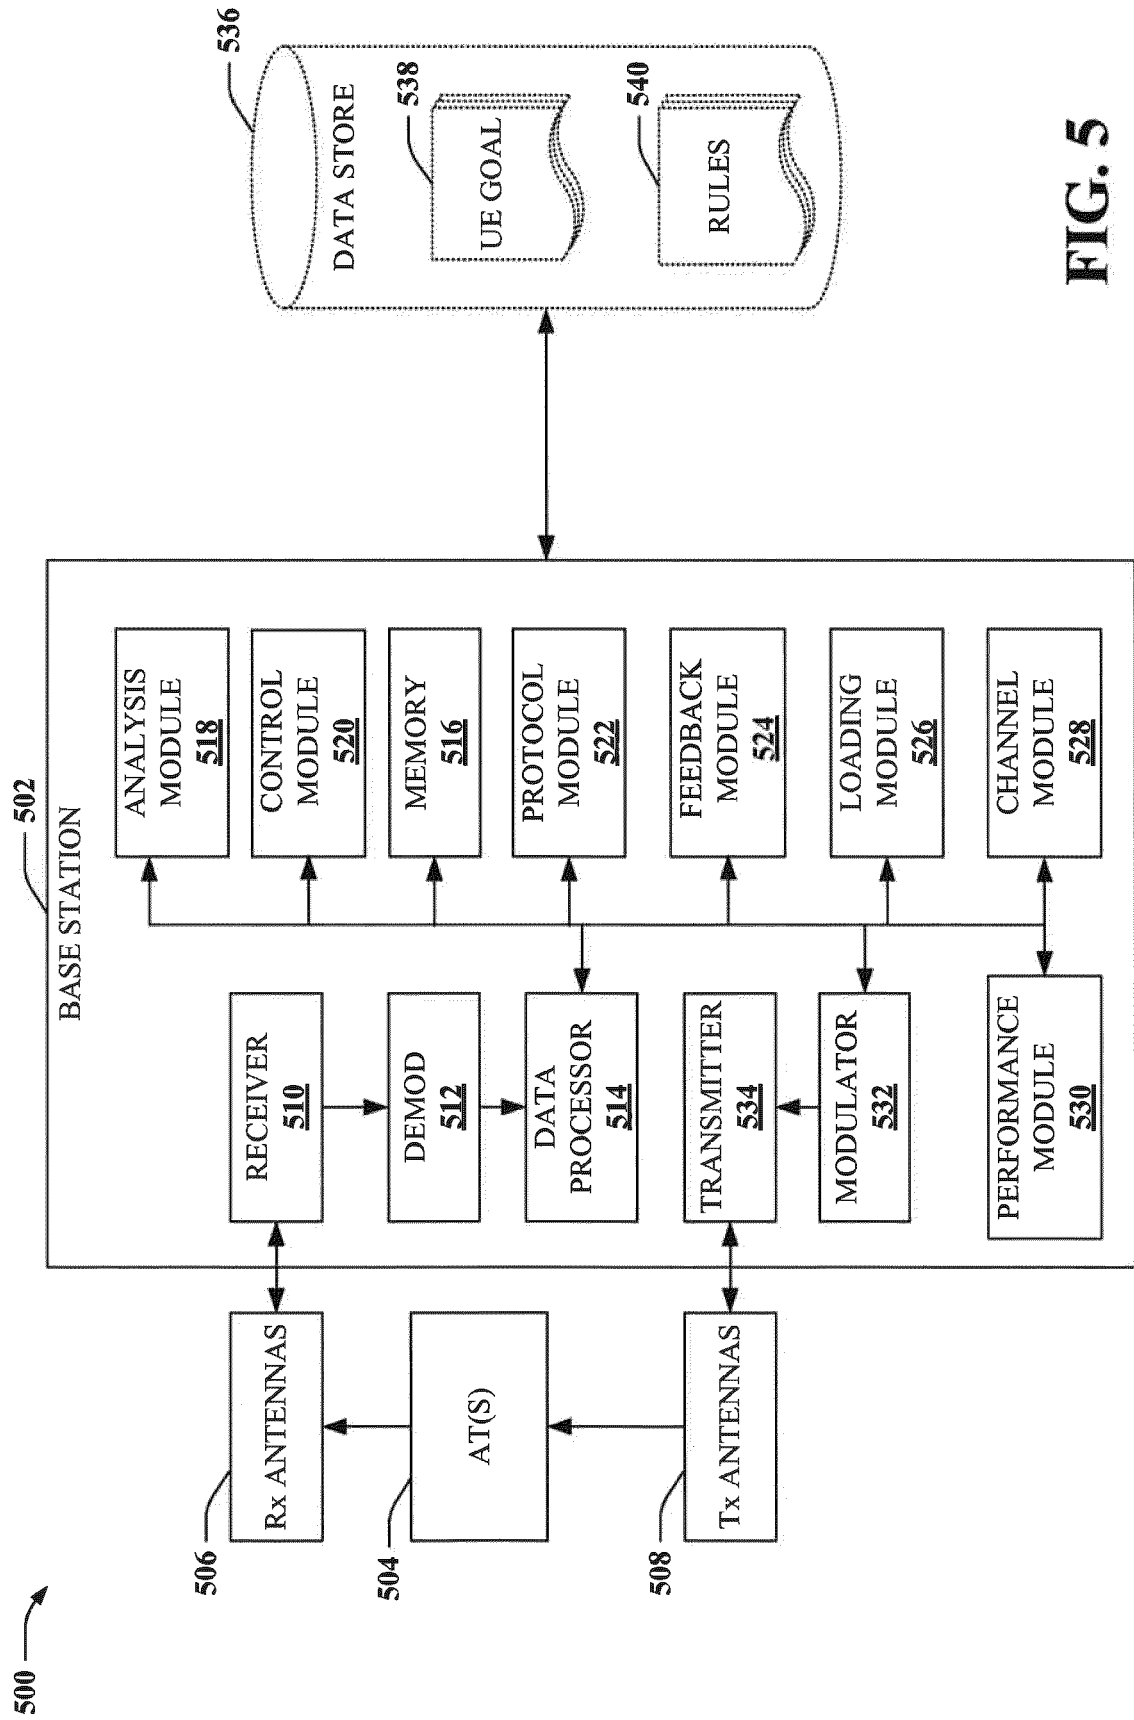 500
502
BASE STATION
506
Rx ANTENNAS
504
AT(S)
508
Tx ANTENNAS
RECEIVER
510
DEMOD
512
DATA
PROCESSOR
514
TRANSMITTER
534
MODULATOR
532
PERFORMANCE
MODULE
530
ANALYSIS
MODULE
518
CONTROL
MODULE
520
MEMORY
516
PROTOCOL
MODULE
522
FEEDBACK
MODULE
524
LOADING
MODULE
526
CHANNEL
MODULE
528
536
DATA STORE
538
UE GOAL
540
RULES
FIG. 5